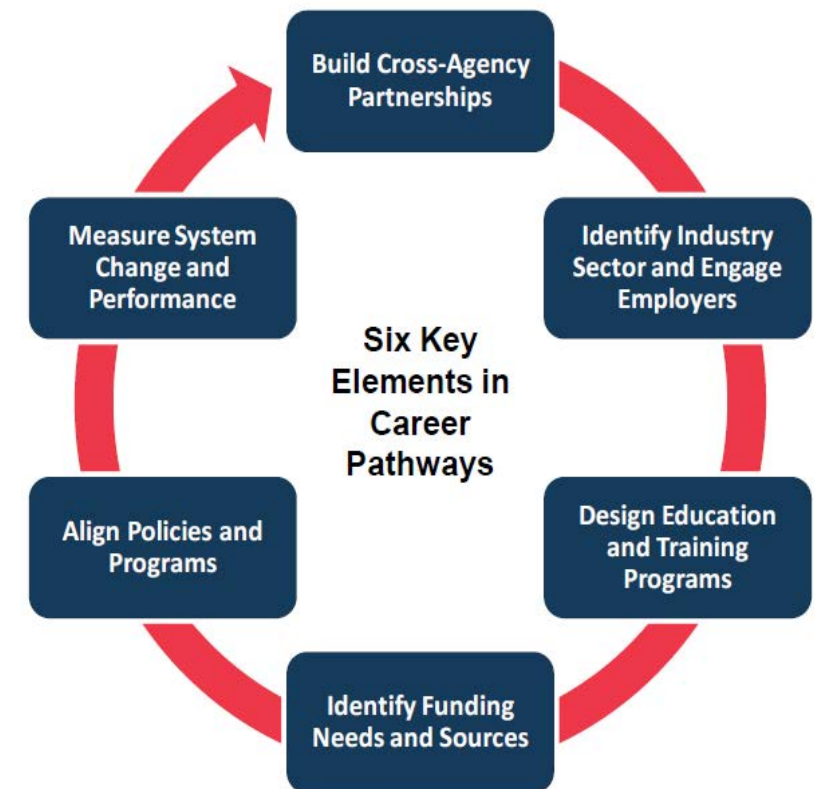 Build Cross-Agency
Partnerships
Identify Industry
Sector and Engage
Employers
Design Education
and Training
Programs
Identify Funding
Needs and Sources
Align Policies and
Programs
Measure System
Change and
Performance
Six Key
Elements in
Career
Pathways